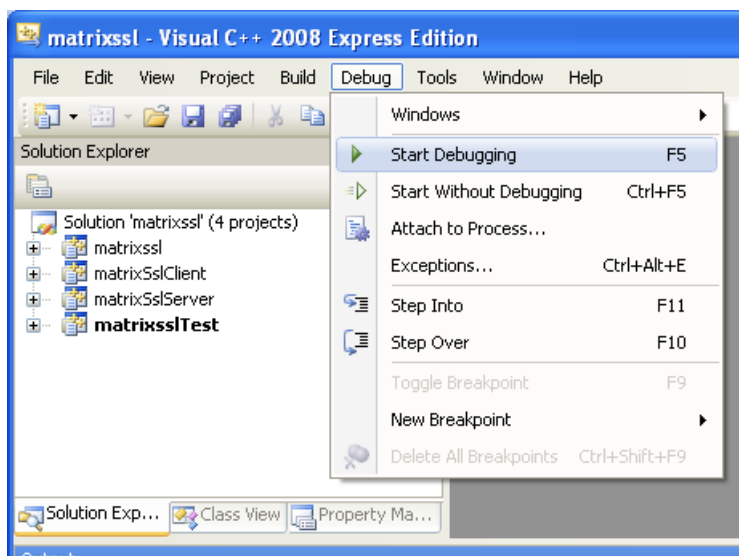 matrixssl - Visual C++ 2008 Express Edition
File Edit View Project Build Debug Tools Window Help
Solution Explorer
Solution 'matrixssl' (4 projects)
matrixssl
matrixSslClient
matrixSslServer
matrixsslTest
Windows
Start Debugging F5
Start Without Debugging Ctrl+F5
Attach to Process...
Exceptions... Ctrl+Alt+E
Step Into F11
Step Over F10
Toggle Breakpoint F9
New Breakpoint
Delete All Breakpoints Ctrl+Shift+F9
Solution Exp... Class View Property Ma...